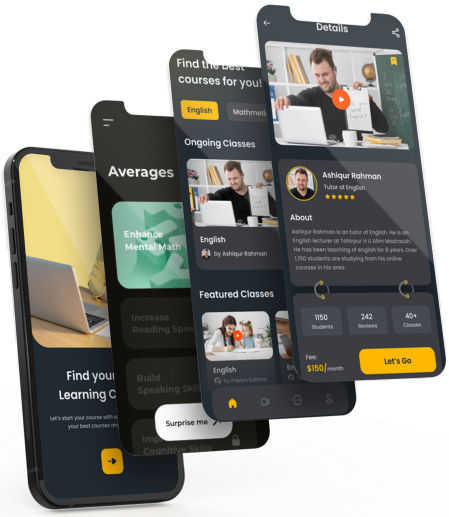 Find your
Learning C
Let's start your course with e
your best courses an
Averages
Enhance
Mental Math
Increase
Reading Spee
Build
Speaking Skil
Cognitive Skills
Surprise me
Find the best
courses for you!
English
Mathmeti
Ongoing Classes
English
by Ashiqur Rahman
Featured Classes
English
by Papiya Sultana
Details
Ashiqur Rahman
Tutor of English
About
Ashiqur Rahman is an tutor of English. He is an
English lecturer at Tahirpur H U Alim Madrasah.
He has been teaching of english for 9 years. Over
1,150 students are studying from his online
courses in his area.
1150
Students
242
Reviews
40+
Classes
Fee:
$150/month
Let's Go